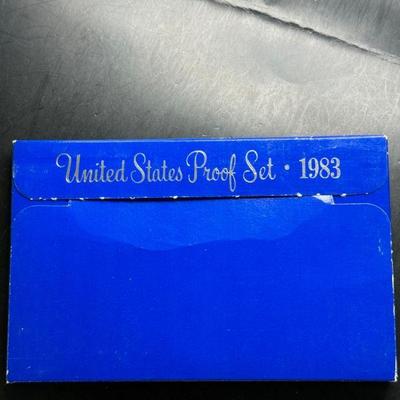 United States Proof Set · 1983